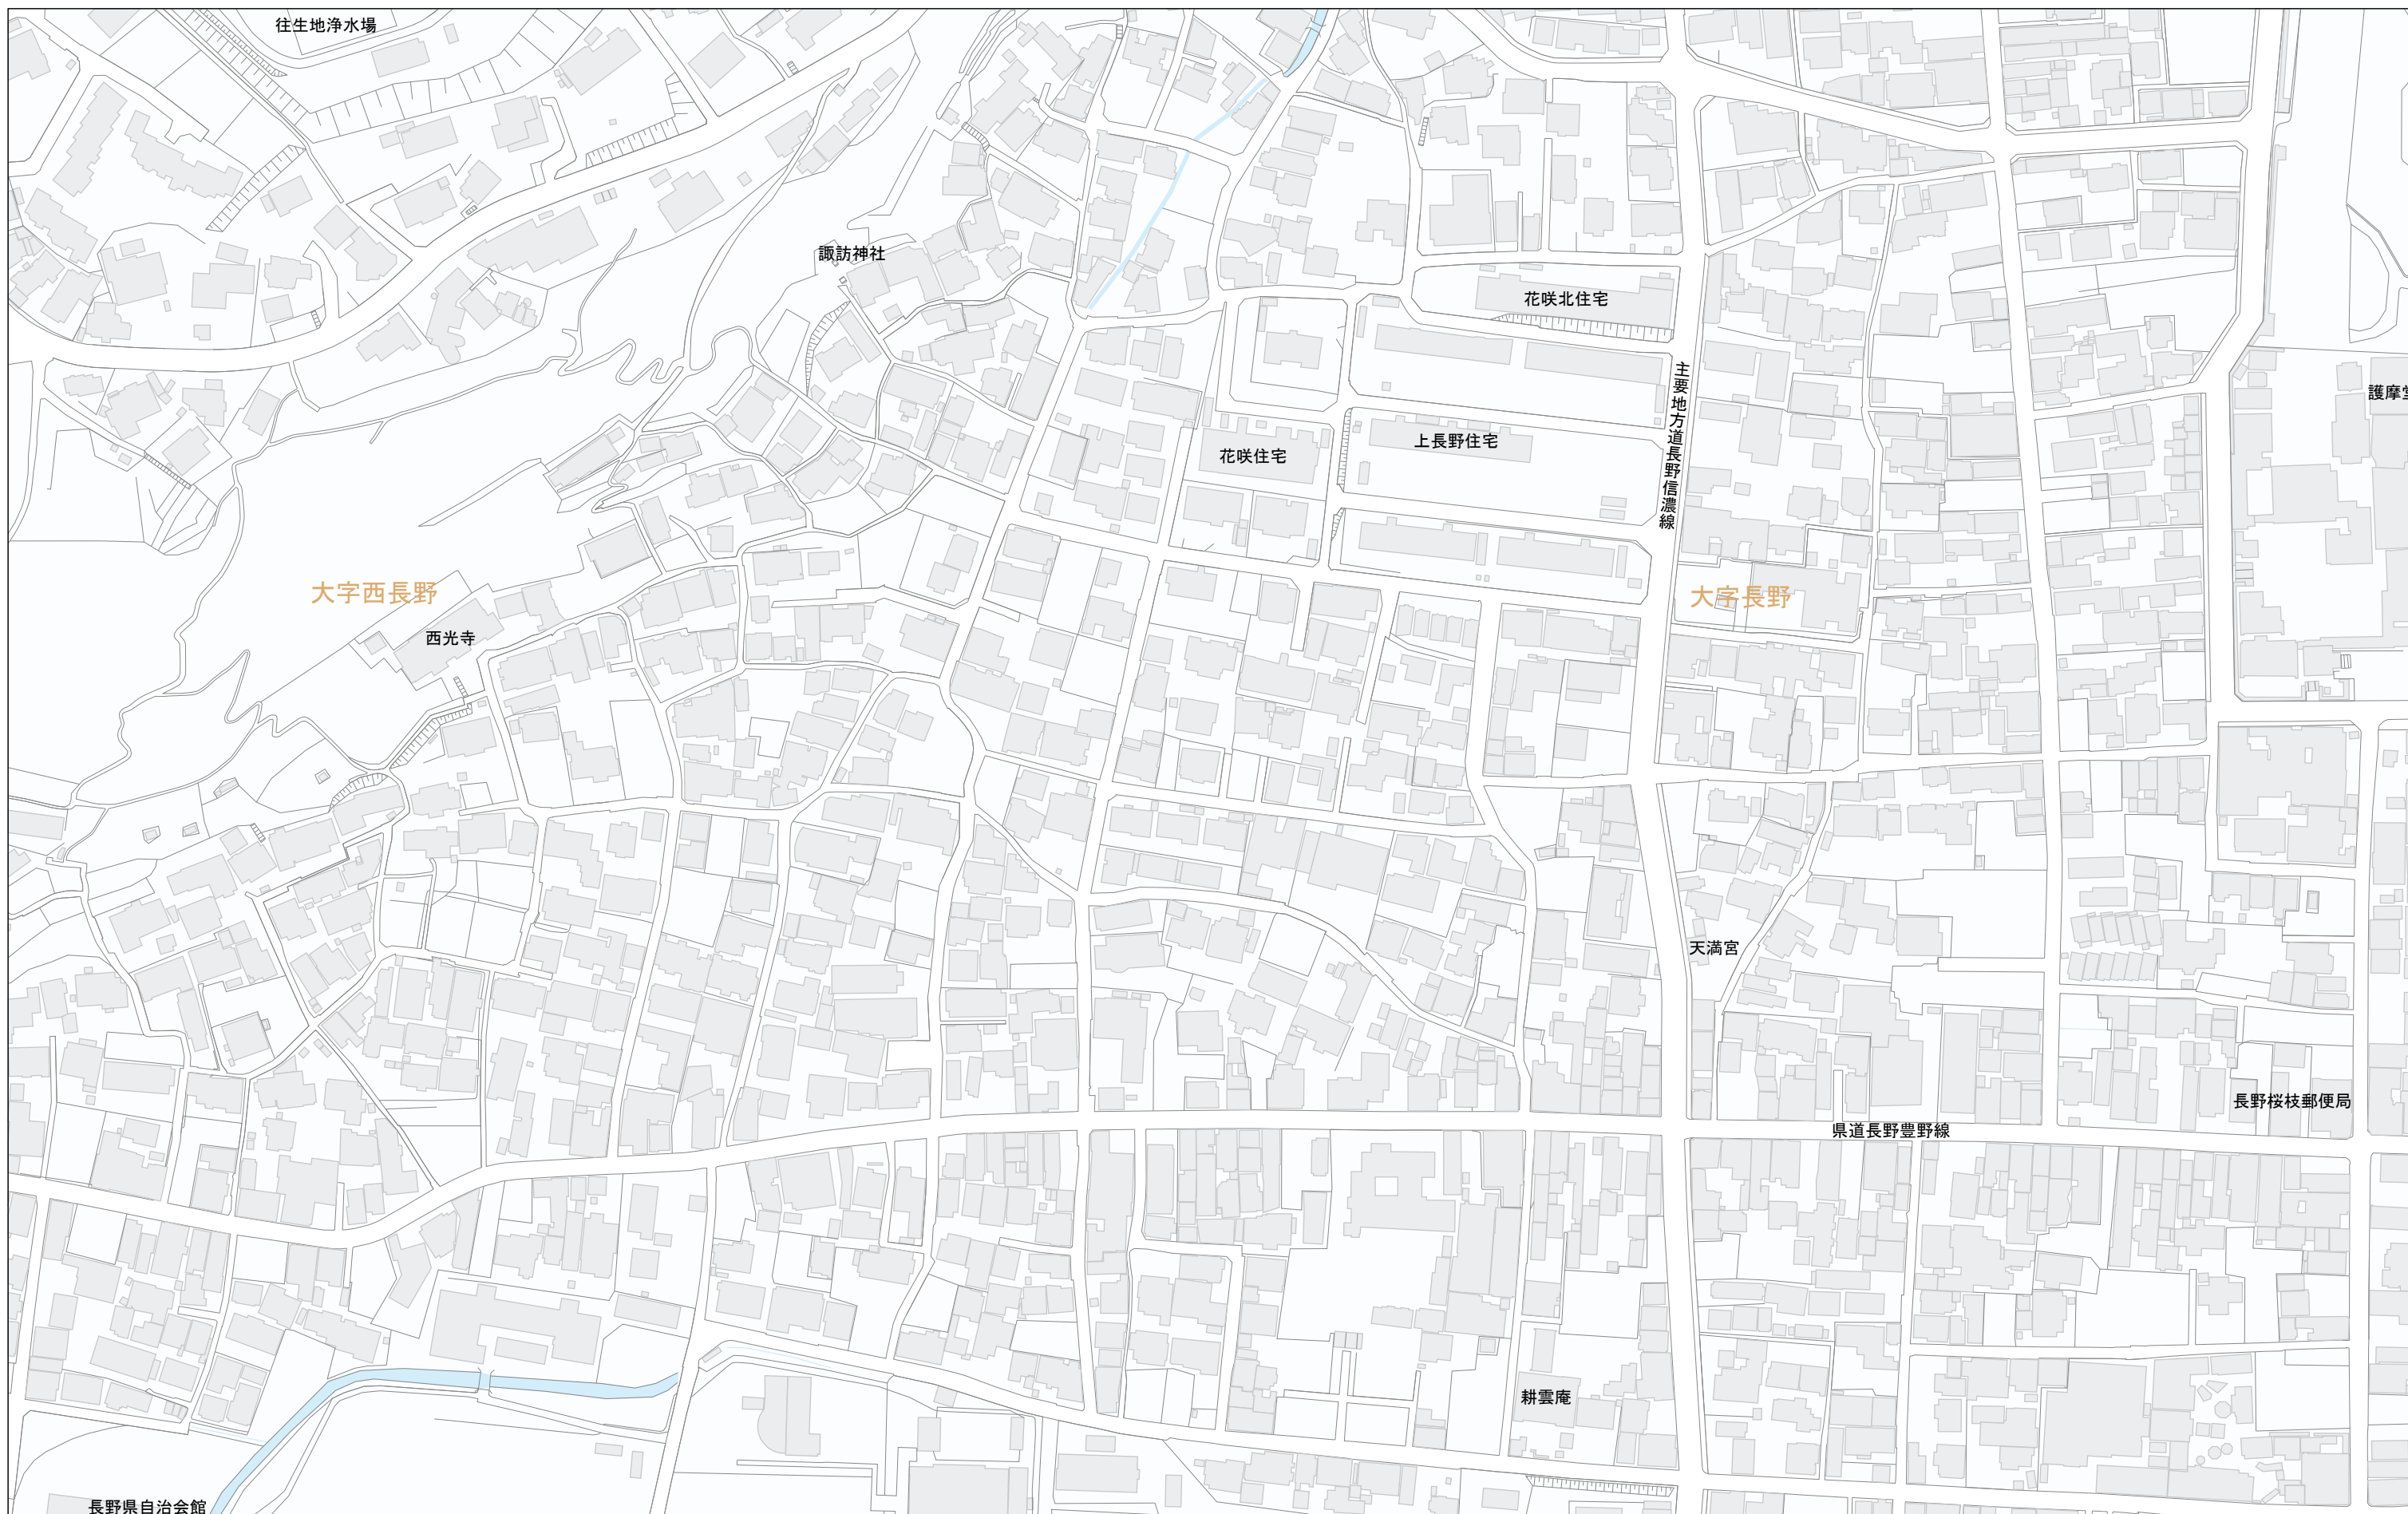 往生地浄水場
諏訪神社
花咲北住宅
主要地方道長野信濃線
護摩堂
上長野住宅
花咲住宅
大字西長野
大字長野
西光寺
天満宮
長野桜枝郵便局
県道長野豊野線
耕雲庵
長野県自治会館